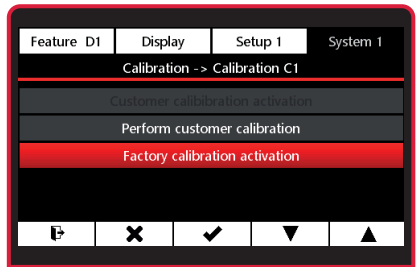 Feature D1 Display Setup 1 System 1
Calibration -> Calibration C1
Customer calibibration activation
Perform customer calibration
Factory calibration activation